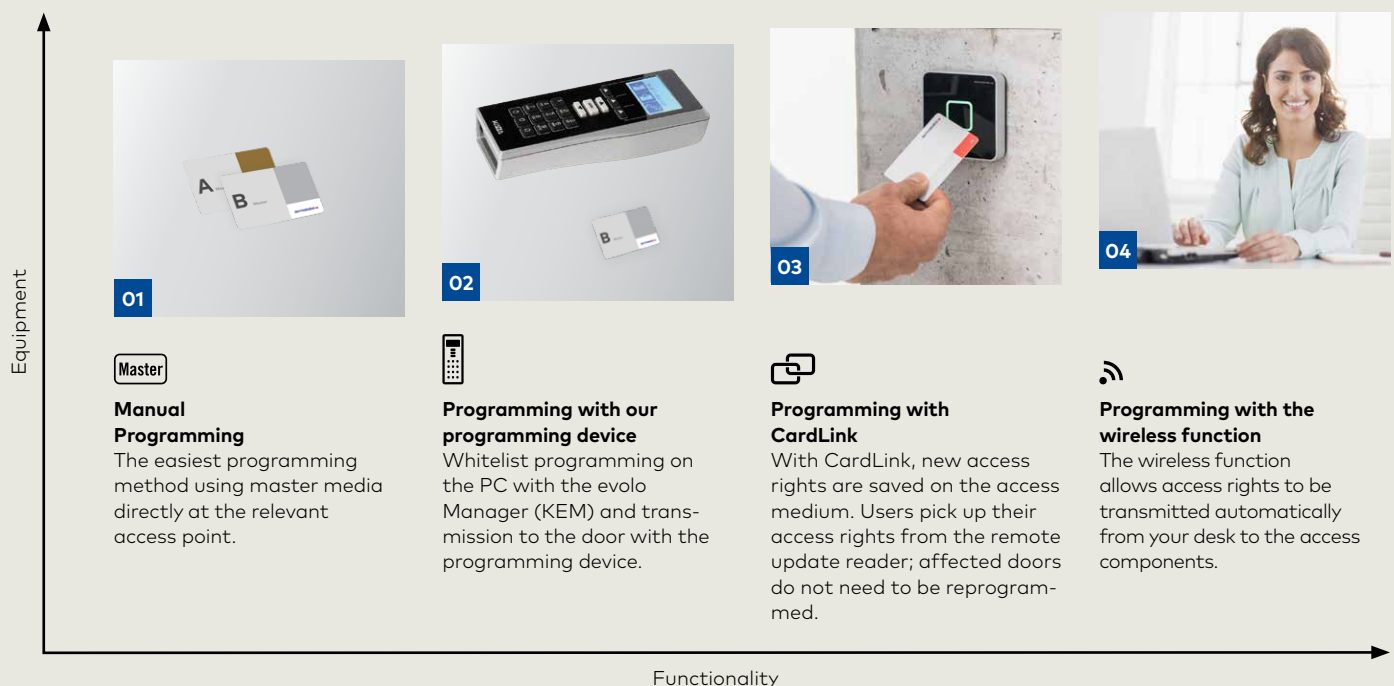 Equipment
A
B
Master
01
Master
Manual
Programming
The easiest programming
method using master media
directly at the relevant
access point.
B
02
Programming with our
programming device
Whitelist programming on
the PC with the evolo
Manager (KEM) and trans-
mission to the door with the
programming device.
03
Programming with
CardLink
With CardLink, new access
rights are saved on the access
medium. Users pick up their
access rights from the remote
update reader; affected doors
do not need to be reprogram-
med.
04
Programming with the
wireless function
The wireless function
allows access rights to be
transmitted automatically
from your desk to the access
components.
Functionality